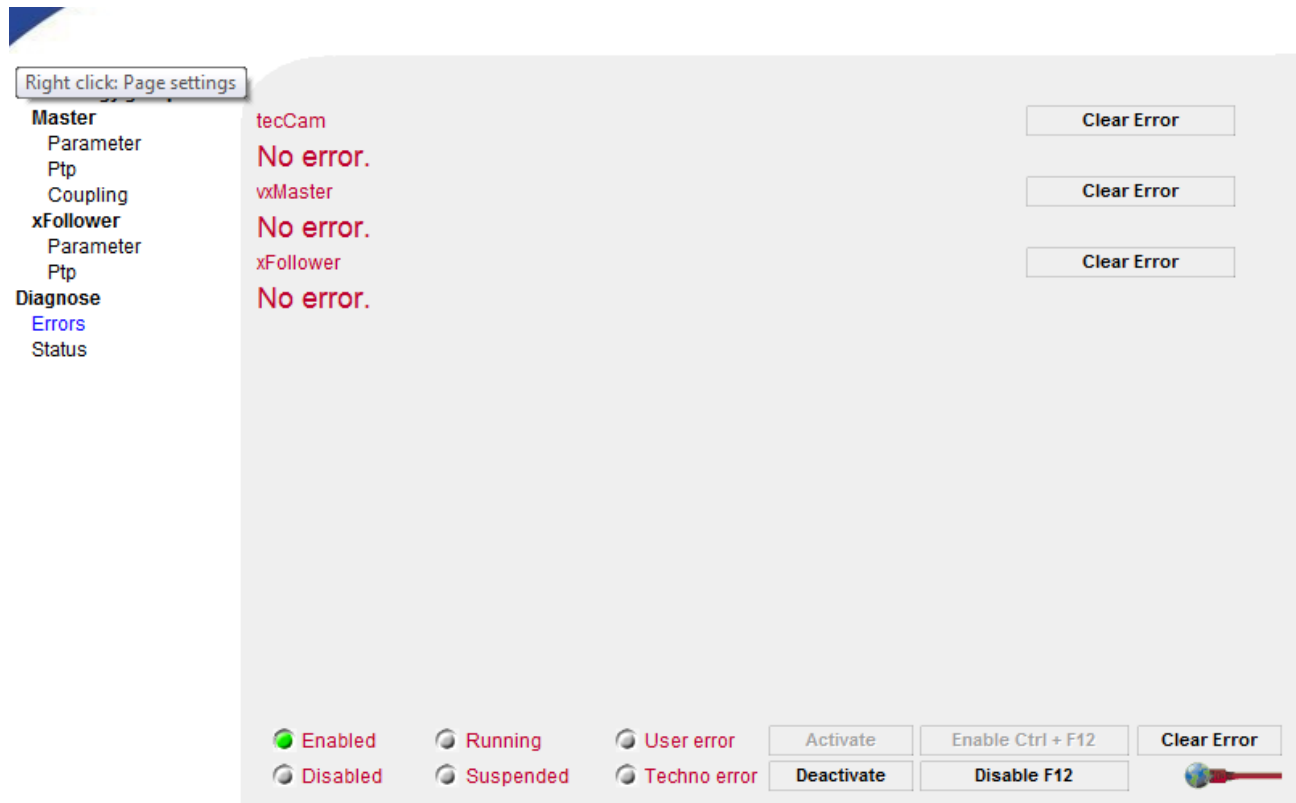 Right click: Page settings
Master
Parameter
Ptp
Coupling
xFollower
Parameter
Ptp
Diagnose
Errors
Status
tecCam
Clear Error
No error.
vxMaster
Clear Error
No error.
xFollower
Clear Error
No error.
Enabled
Running
User error
Activate
Enable Ctrl + F12
Clear Error
Disabled
Suspended
Techno error
Deactivate
Disable F12